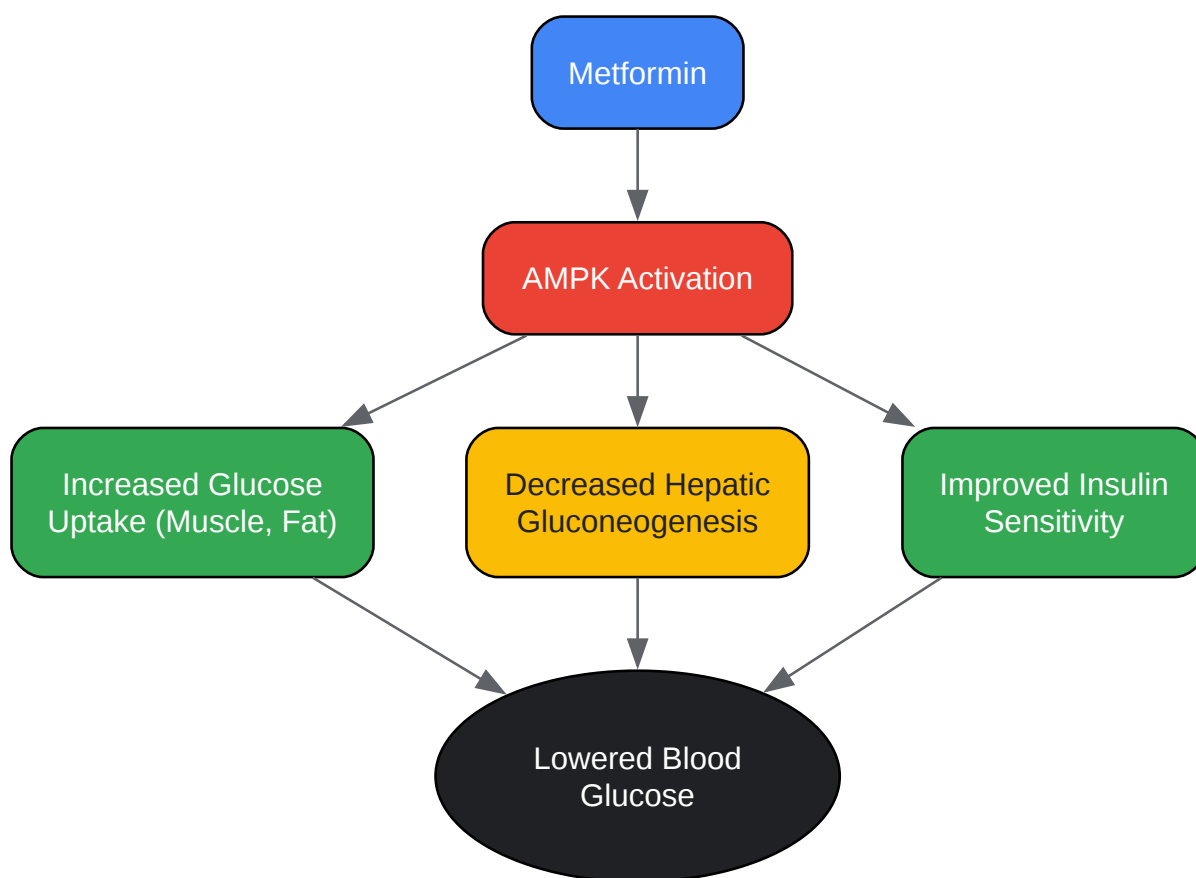 Metformin
AMPK Activation
Increased Glucose
Uptake (Muscle, Fat)
Decreased Hepatic
Gluconeogenesis
Improved Insulin
Sensitivity
Lowered Blood
Glucose